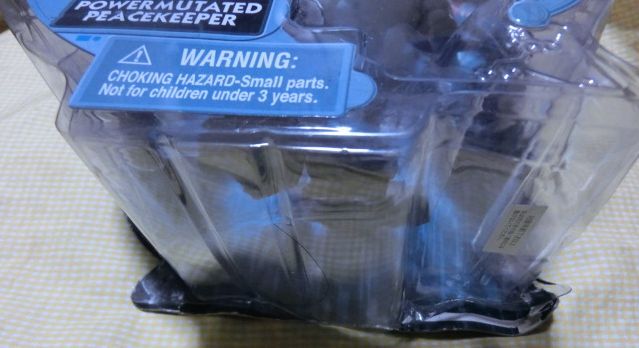 POWERMUTATED
PEACEKEEPER
WARNING:
CHOKING HAZARD-Small parts.
Not for children under 3 years.